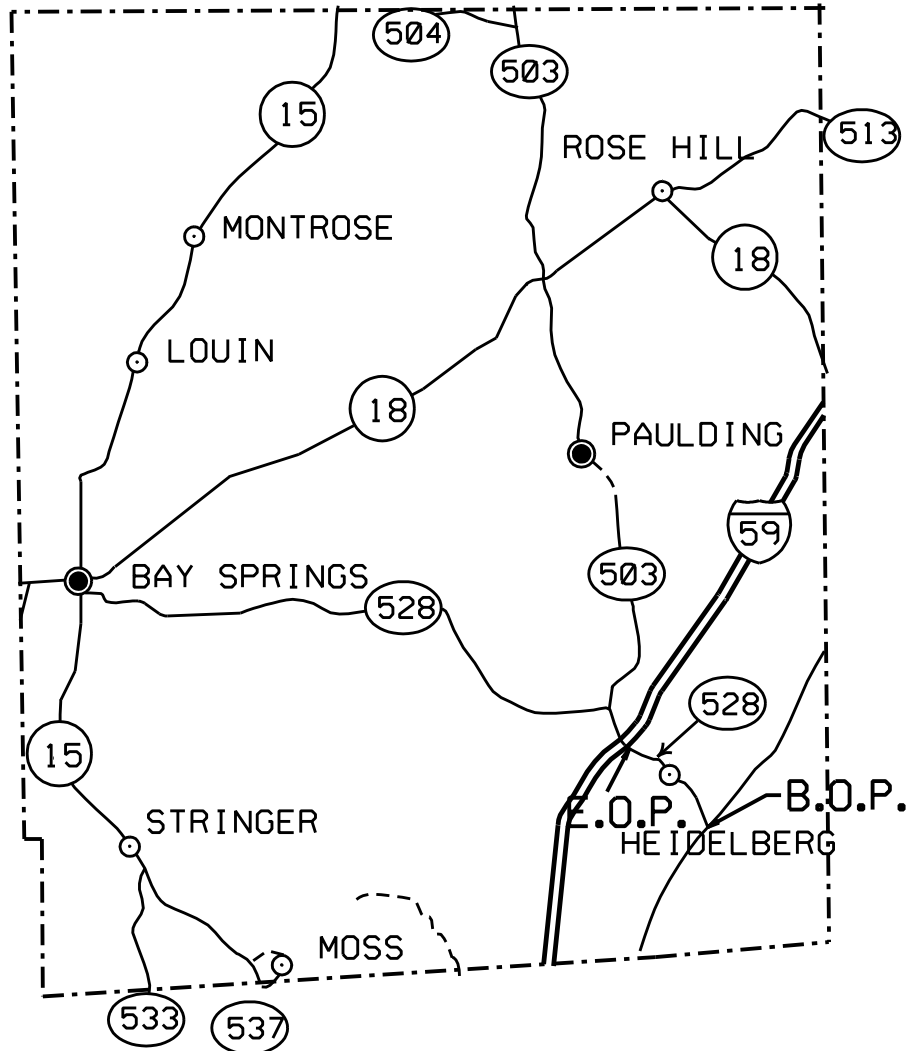 504
503
15
513
ROSE HILL
MONTROSE
18
LOUIN
18
PAULDING
59
BAY SPRINGS
503
528
528
15
E.O.P.
B.O.P.
STRINGER
HEIDELBERG
MOSS
533
537